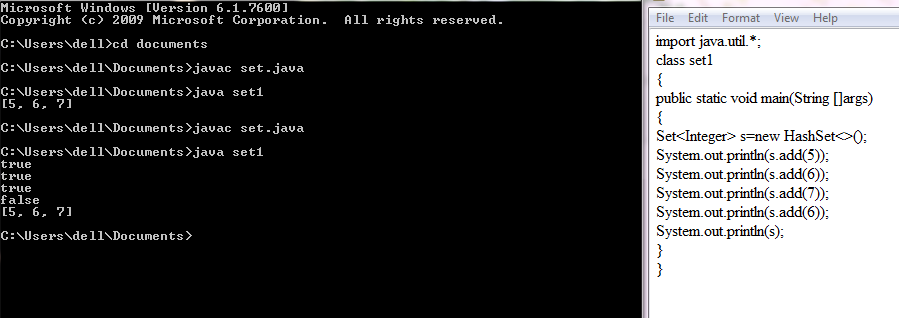 Microsoft Windows [Version 6.1.7600]
Copyright (c) 2009 Microsoft Corporation.  All rights reserved.
C:\Users\dell>cd documents
C:\Users\dell\Documents>javac set.java
C:\Users\dell\Documents>java set1
[5, 6, 7]
C:\Users\dell\Documents>javac set.java
C:\Users\dell\Documents>java set1
true
true
true
false
[5, 6, 7]
C:\Users\dell\Documents>
File Edit Format View Help
import java.util.*;
class set1
{
public static void main(String []args)
{
Set<Integer> s=new HashSet<>();
System.out.println(s.add(5));
System.out.println(s.add(6));
System.out.println(s.add(7));
System.out.println(s.add(6));
System.out.println(s);
}
}